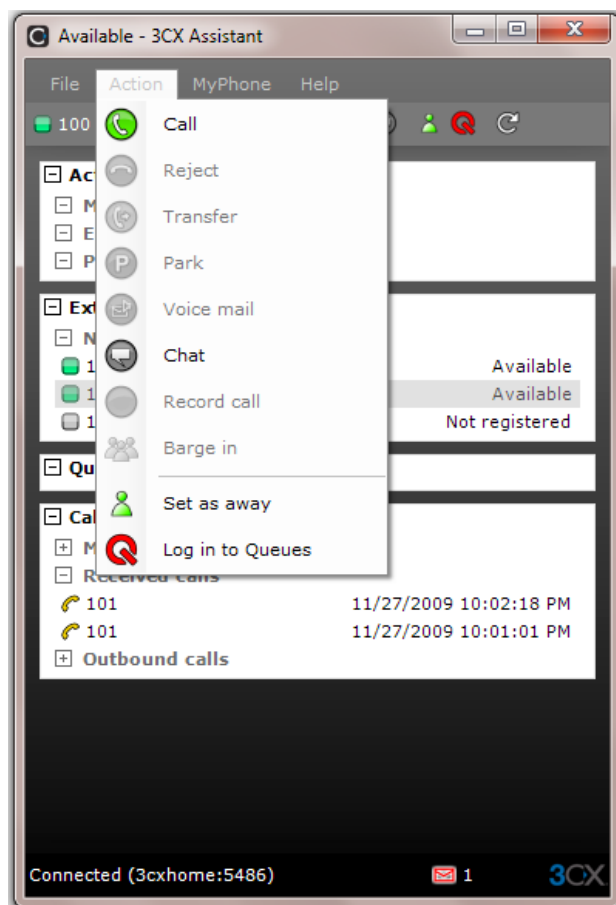 Available - 3CX Assistant
File Action MyPhone Help
100
Call
Reject
Transfer
Park
Voice mail
Chat
Record call
Barge in
Set as away
Log in to Queues
Available
Available
Not registered
Received calls
101 11/27/2009 10:02:18 PM
101 11/27/2009 10:01:01 PM
Outbound calls
Connected (3cxhome:5486) 1 3CX